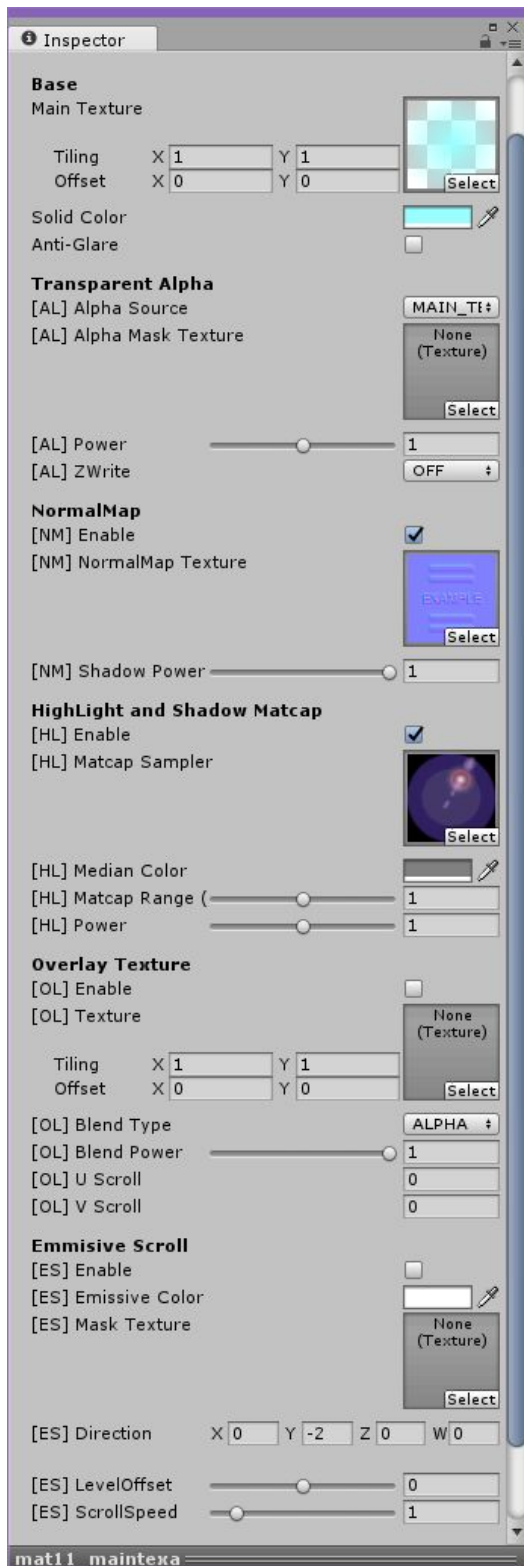 Inspector
Base
Main Texture
Tiling X 1 Y 1
Offset X 0 Y 0
Select
Solid Color
Anti-Glare
Transparent Alpha
[AL] Alpha Source MAIN_TE
[AL] Alpha Mask Texture None
(Texture)
Select
[AL] Power 1
[AL] ZWrite OFF
NormalMap
[NM] Enable
[NM] NormalMap Texture
EXAMPLE
Select
[NM] Shadow Power 1
HighLight and Shadow Matcap
[HL] Enable
[HL] Matcap Sampler
Select
[HL] Median Color
[HL] Matcap Range ( 1
[HL] Power 1
Overlay Texture
[OL] Enable
[OL] Texture None
(Texture)
Tiling X 1 Y 1
Offset X 0 Y 0
Select
[OL] Blend Type ALPHA
[OL] Blend Power 1
[OL] U Scroll 0
[OL] V Scroll 0
Emmisive Scroll
[ES] Enable
[ES] Emissive Color
[ES] Mask Texture None
(Texture)
Select
[ES] Direction X 0 Y -2 Z 0 W 0
[ES] LevelOffset 0
[ES] ScrollSpeed 1
mat11_maintexa